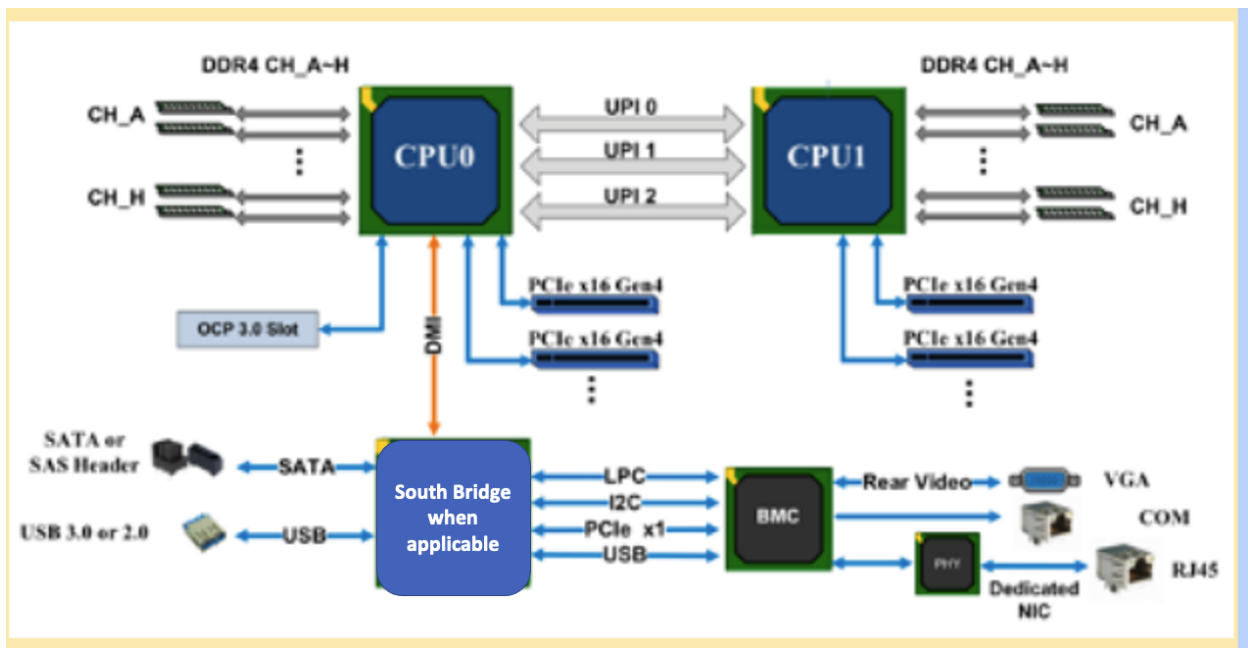 DDR4 CH_A~H
DDR4 CH_A~H
CH_A
CH_H
CPU0
UPI 0
UPI 1
UPI 2
CPU1
CH_A
CH_H
PCIe x16 Gen4
PCIe x16 Gen4
PCIe x16 Gen4
PCIe x16 Gen4
OCP 3.0 Slot
DMI
SATA or
SAS Header
SATA
USB 3.0 or 2.0
USB
South Bridge
when
applicable
LPC
I2C
PCIe x1
USB
BMC
Rear Video
VGA
COM
PHY
Dedicated
NIC
RJ45